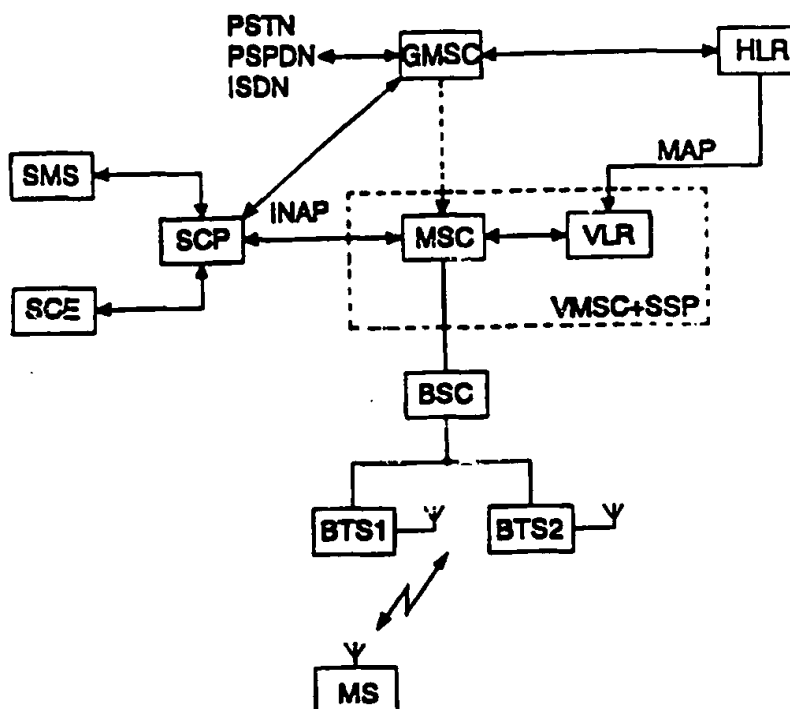 PSTN
PSPDN
ISDN
GMSC
HLR
MAP
SMS
INAP
SCP
MSC
VLR
SCE
VMSC+SSP
BSC
BTS1
BTS2
MS